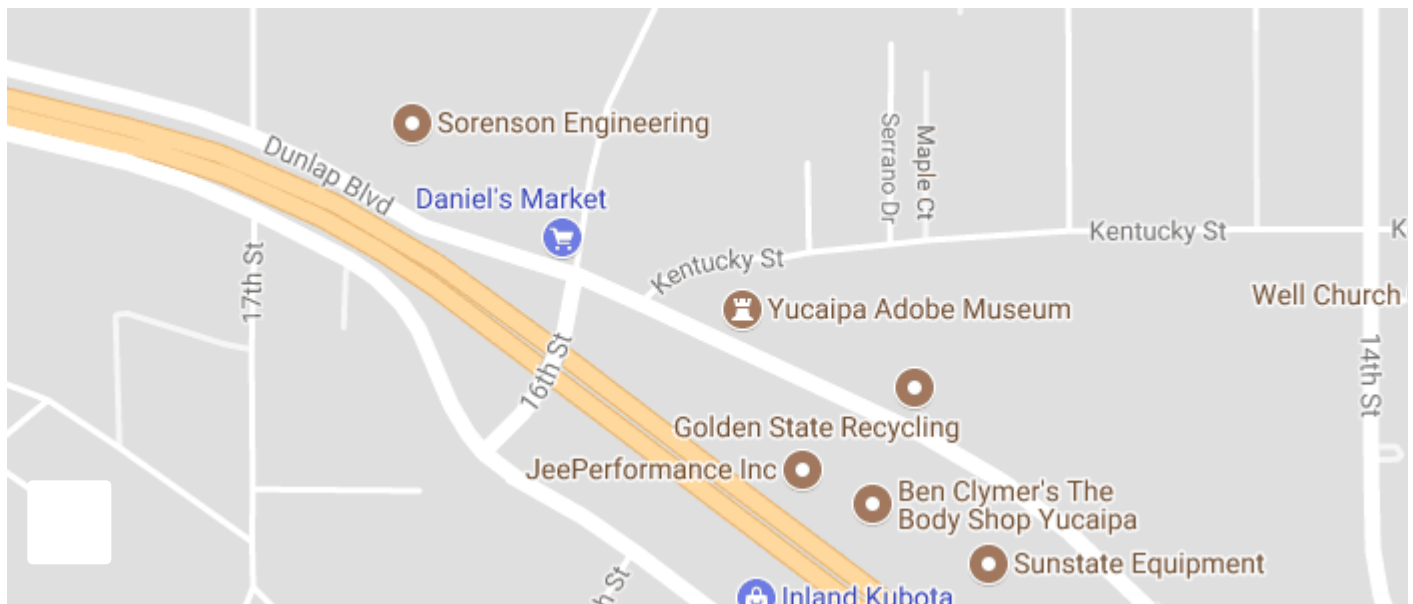 Sorenson Engineering
Dunlap Blvd
Daniel's Market
Serrano Dr
Maple Ct
Kentucky St
Kentucky St
17th St
Yucaipa Adobe Museum
Well Church
16th St
14th St
Golden State Recycling
JeePerformance Inc
Ben Clymer's The
Body Shop Yucaipa
Sunstate Equipment
Inland Kubota